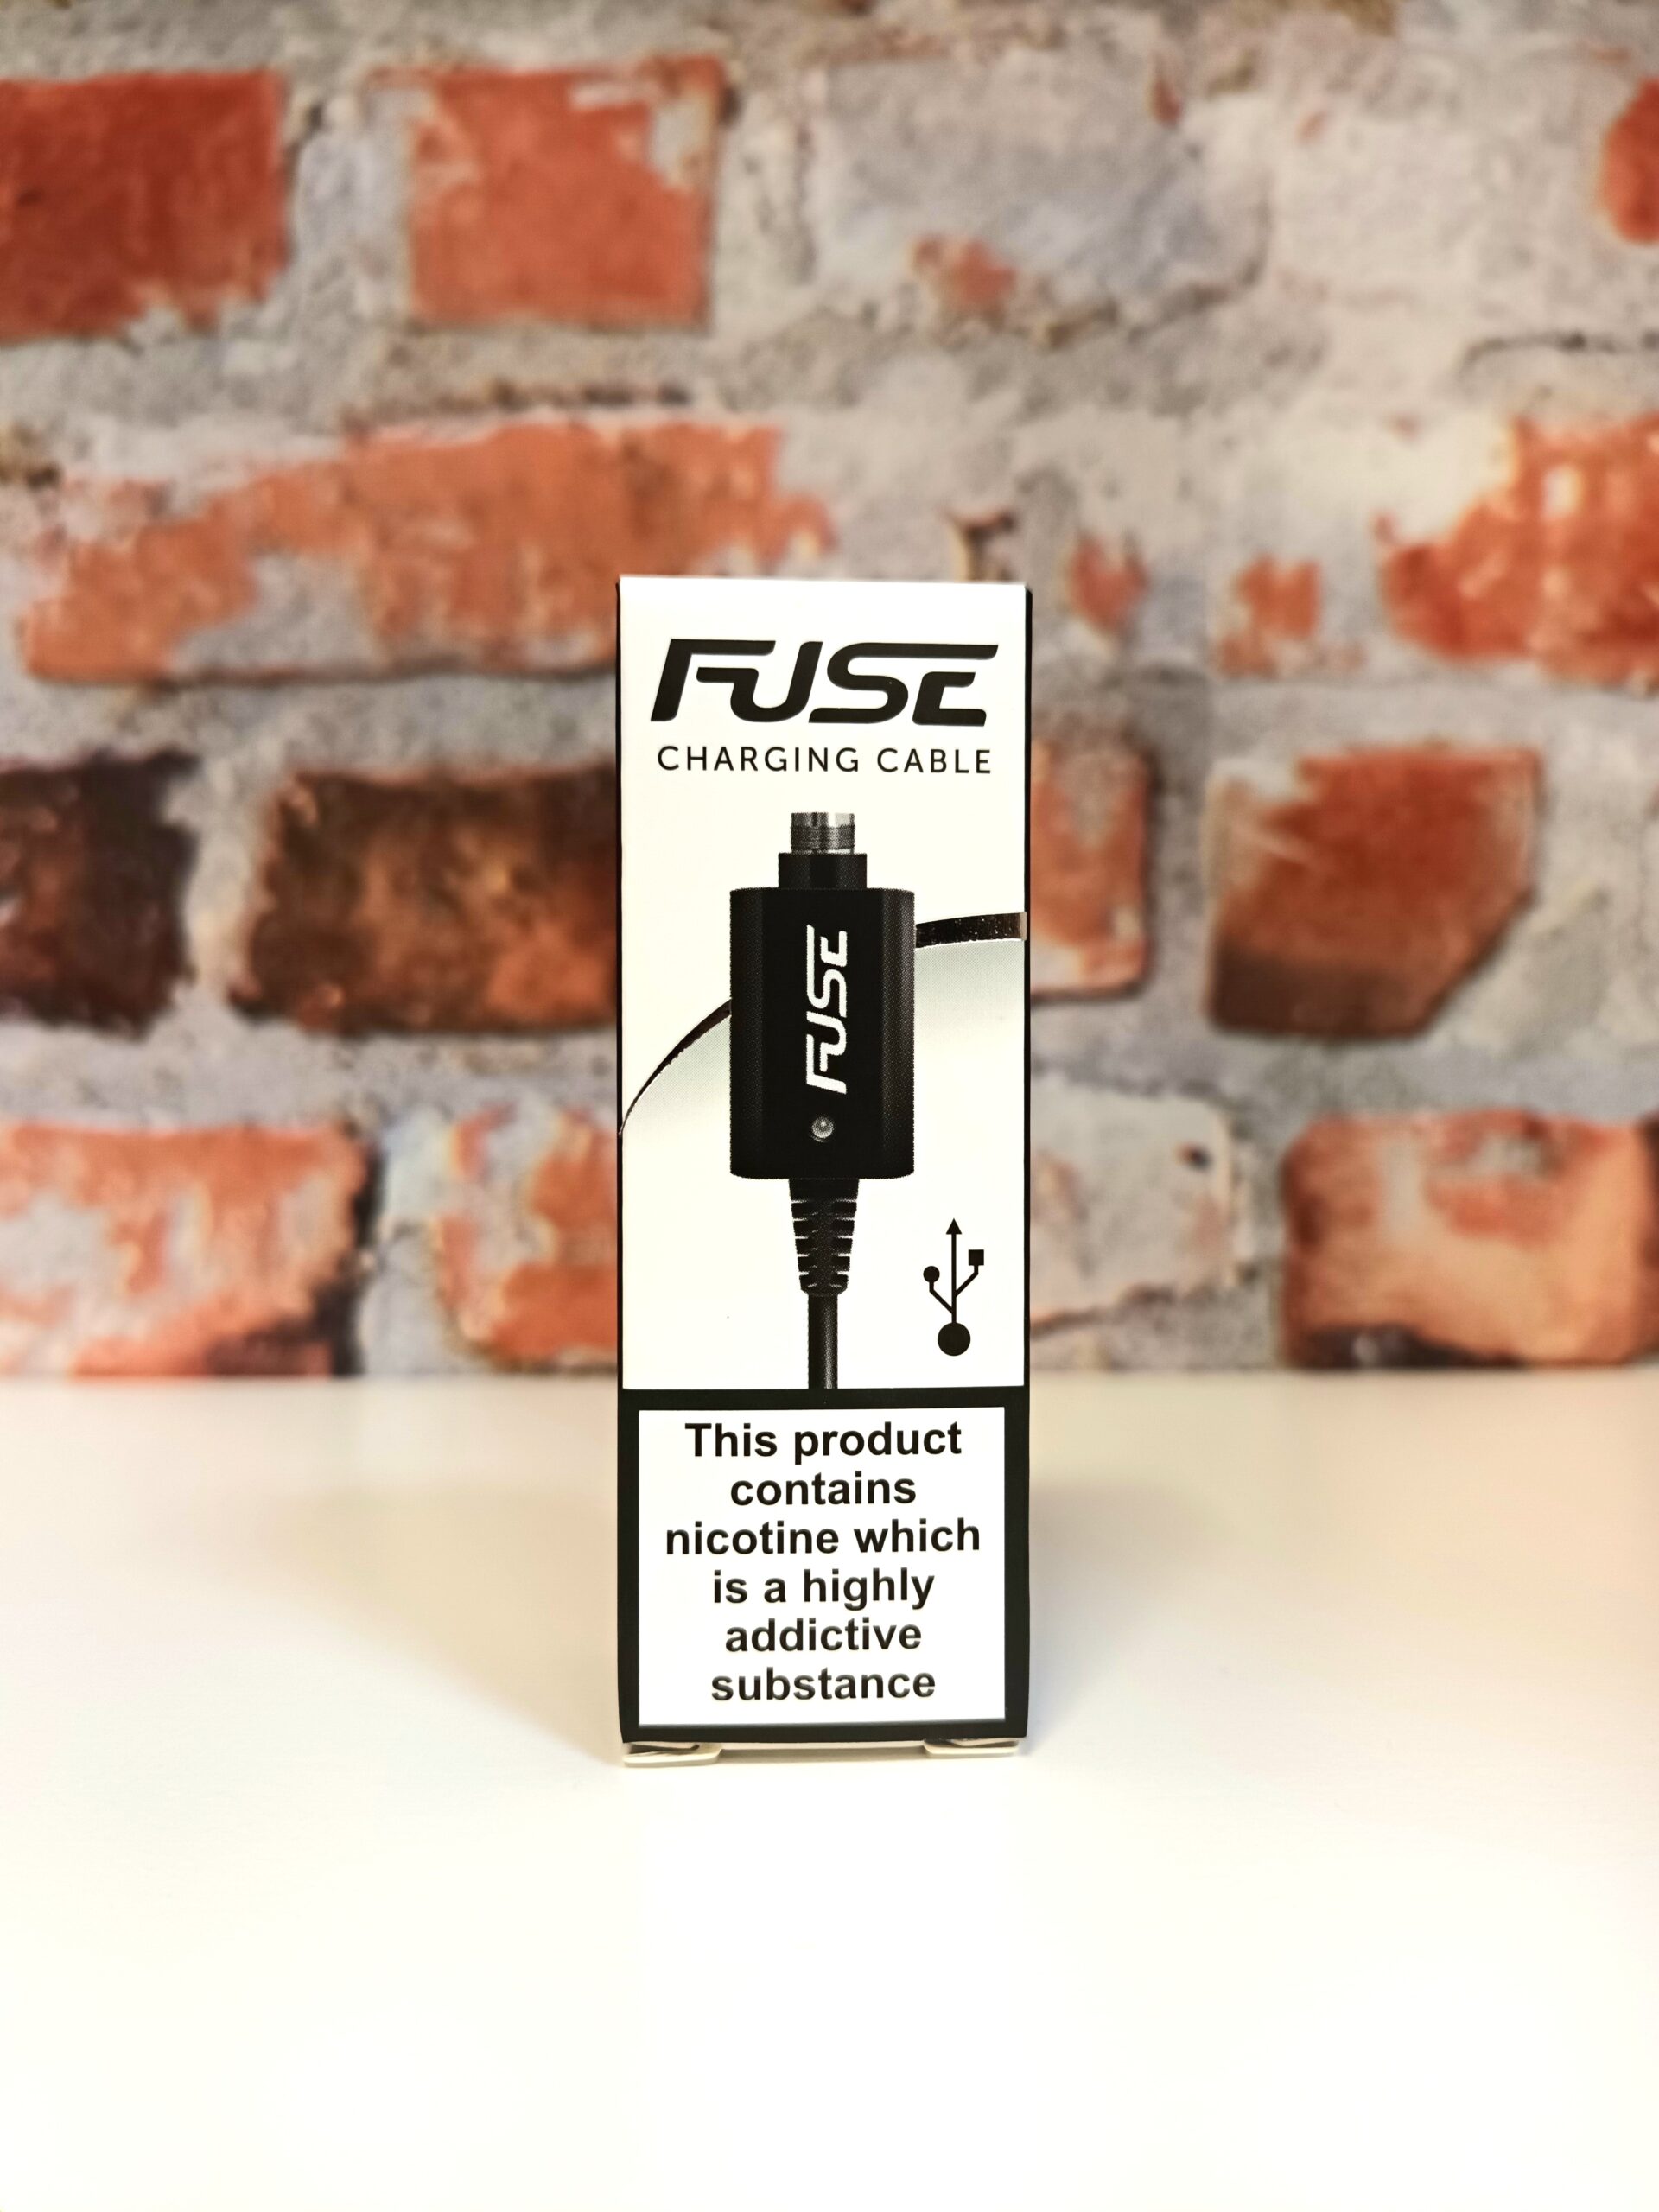 FUSE
CHARGING CABLE
FUSE
This product
contains
nicotine which
is a highly
addictive
substance